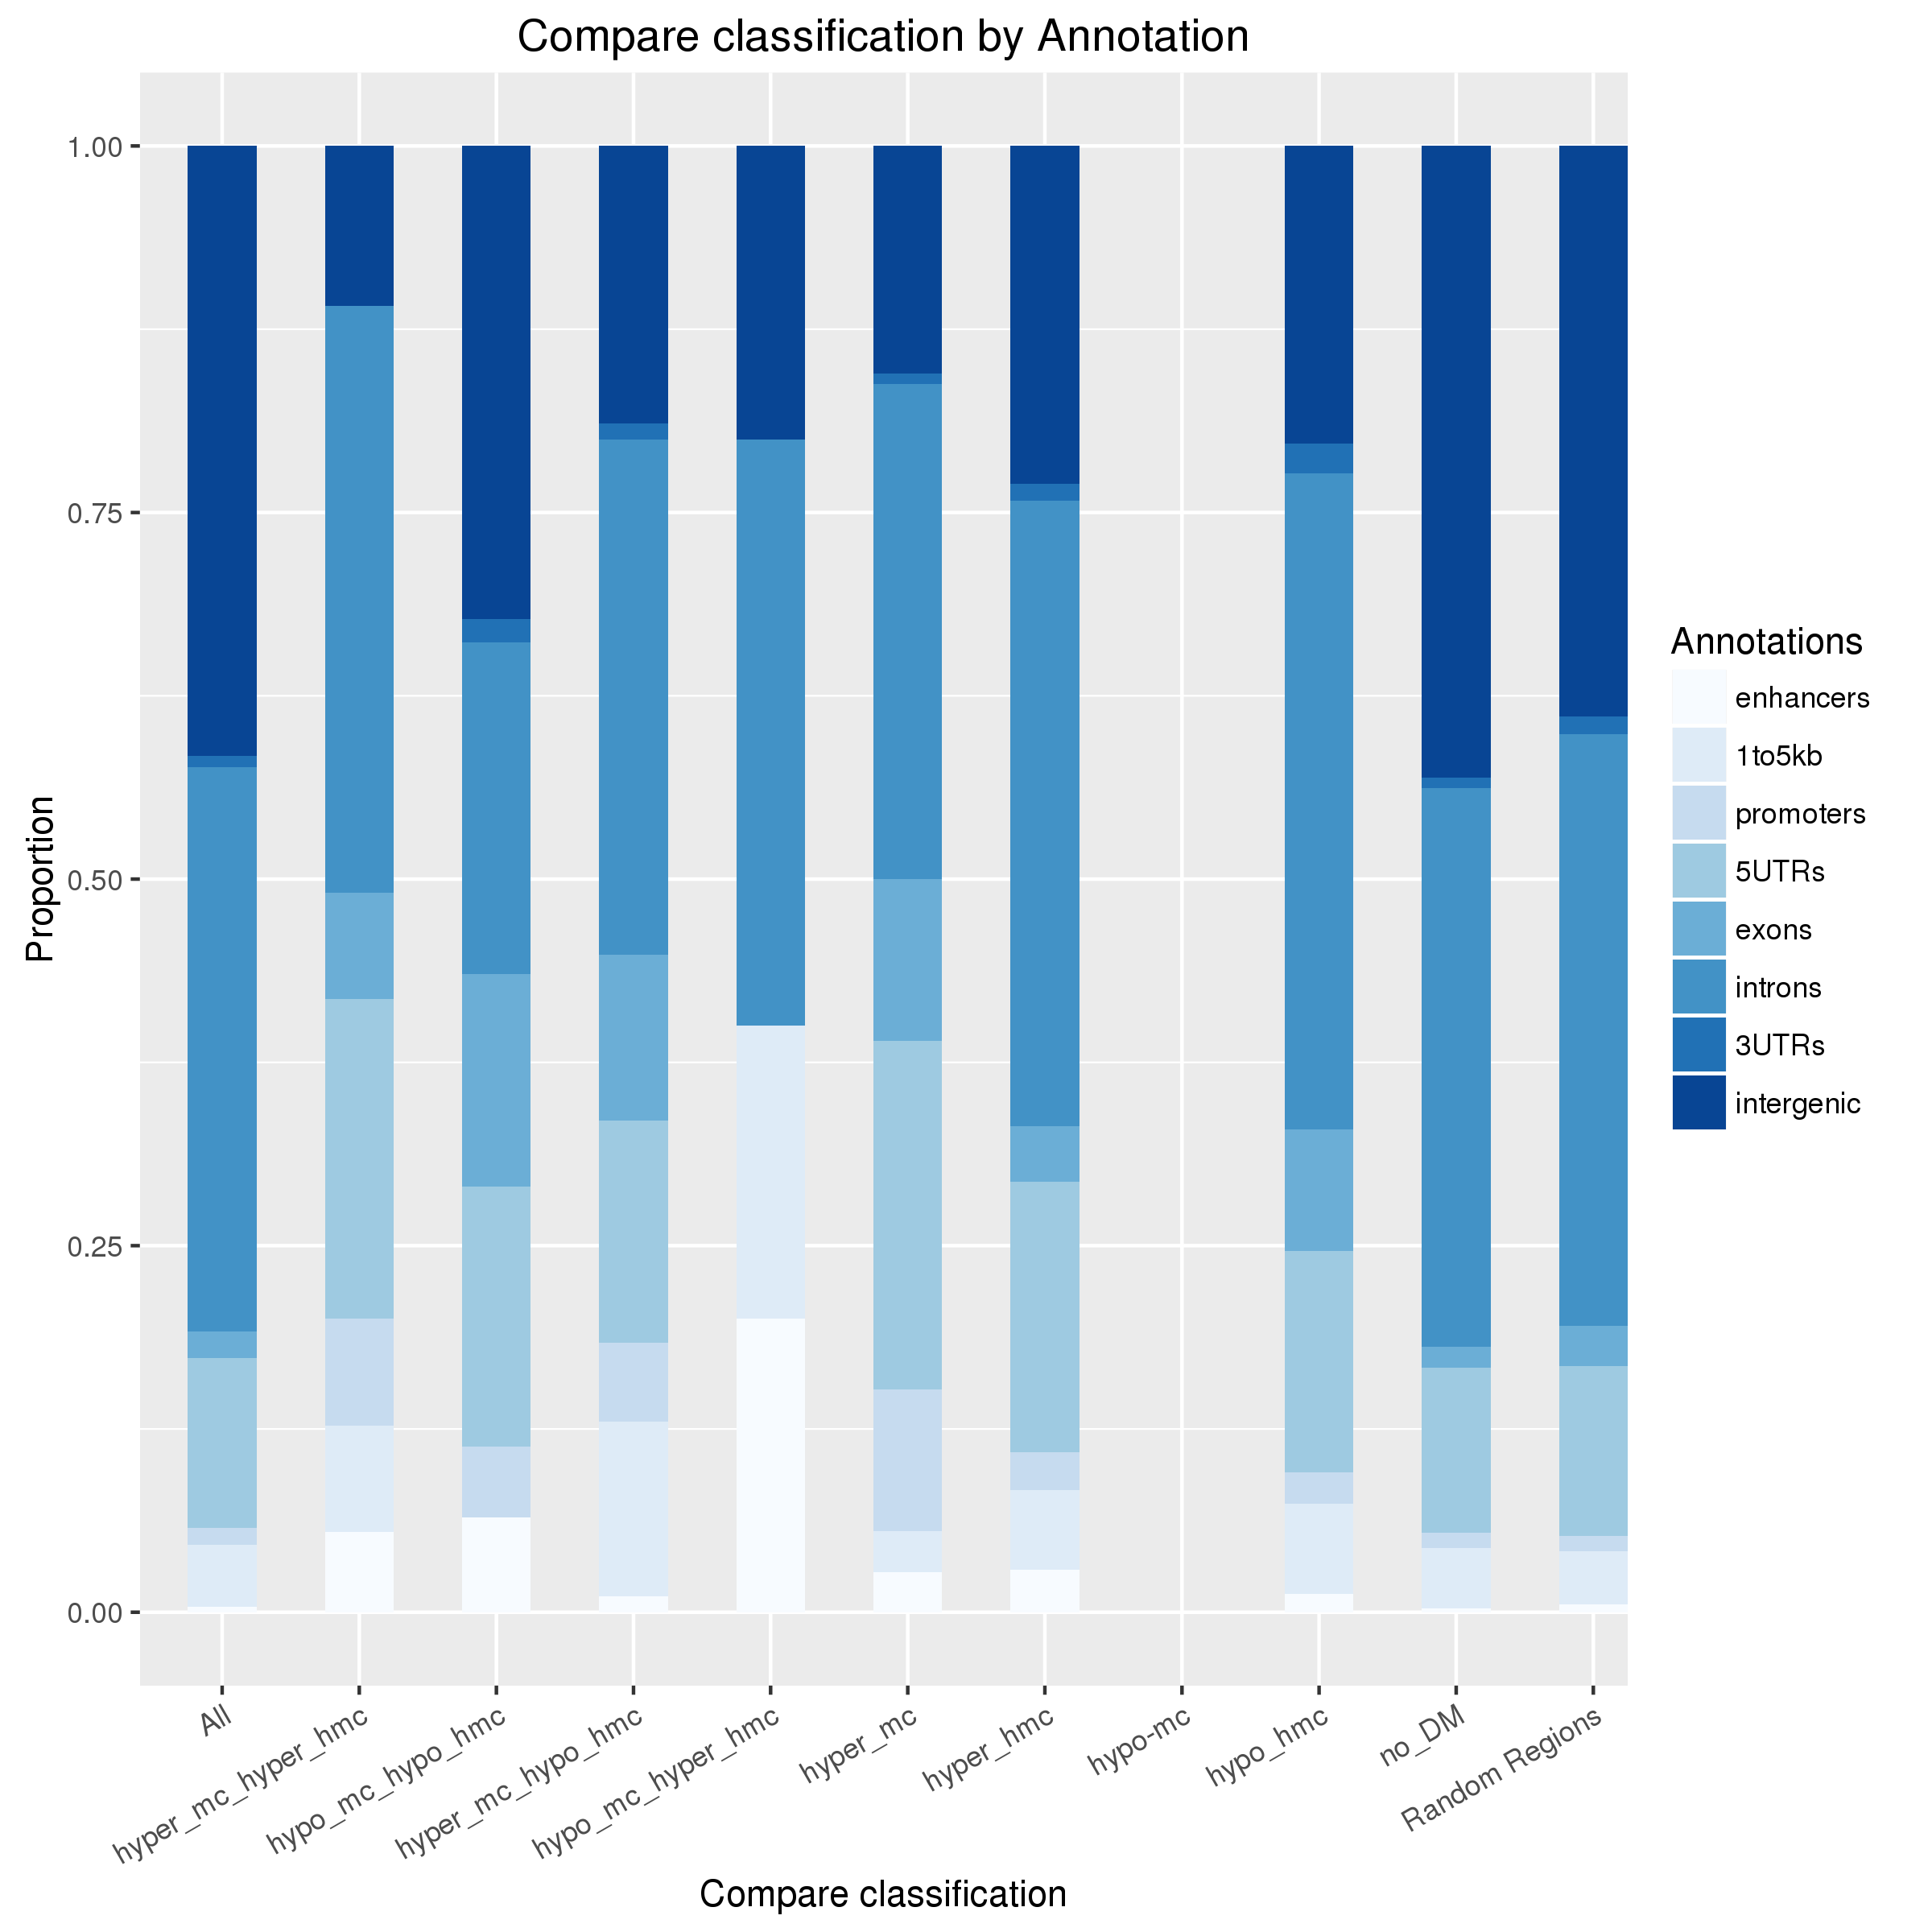 Compare classification by Annotation
Proportion
1.00
0.75
0.50
0.25
0.00
All
hyper_mc_hyper_hmc
hypo_mc_hypo_hmc
hyper_mc_hypo_hmc
hypo_mc_hyper_hmc
hyper_mc
hyper_hmc
hypo-mc
hypo_hmc
no_DM
Random Regions
Compare classification
Annotations
enhancers
1to5kb
promoters
5UTRs
exons
introns
3UTRs
intergenic